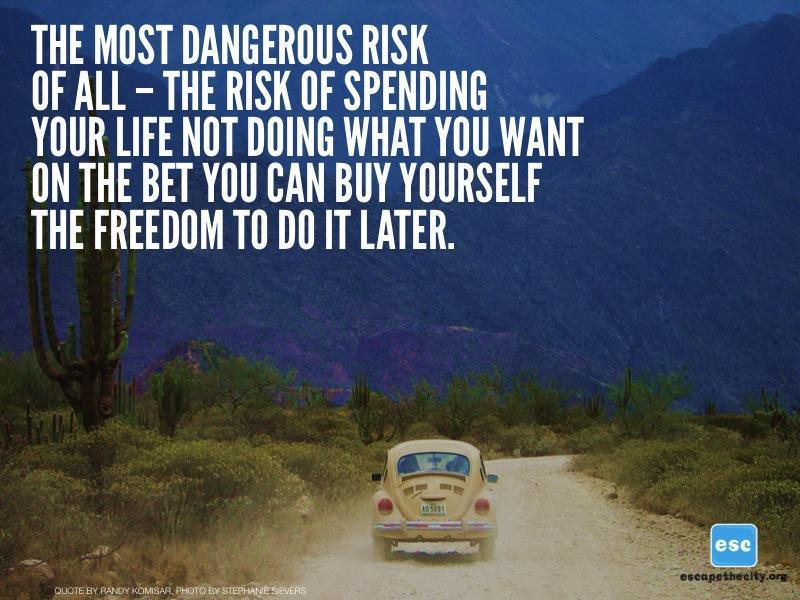 THE MOST DANGEROUS RISK
OF ALL – THE RISK OF SPENDING
YOUR LIFE NOT DOING WHAT YOU WANT
ON THE BET YOU CAN BUY YOURSELF
THE FREEDOM TO DO IT LATER.
esc
escapethecity.org
QUOTE BY RANDY KOMISAR, PHOTO BY STEPHANIE SIEVERS